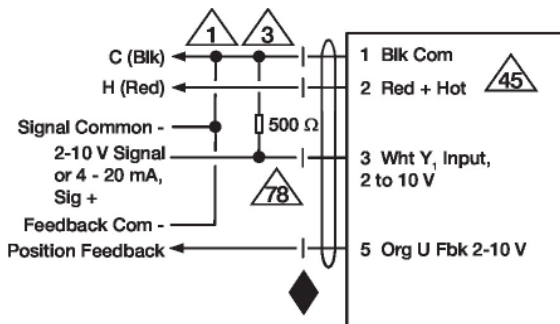 1
3
C (Blk)
1 Blk Com
H (Red)
2 Red + Hot
45
Signal Common -
500 Ω
2-10 V Signal
or 4 - 20 mA,
Sig +
3 Wht Y₁ Input,
2 to 10 V
78
Feedback Com -
Position Feedback
5 Org U Fbk 2-10 V